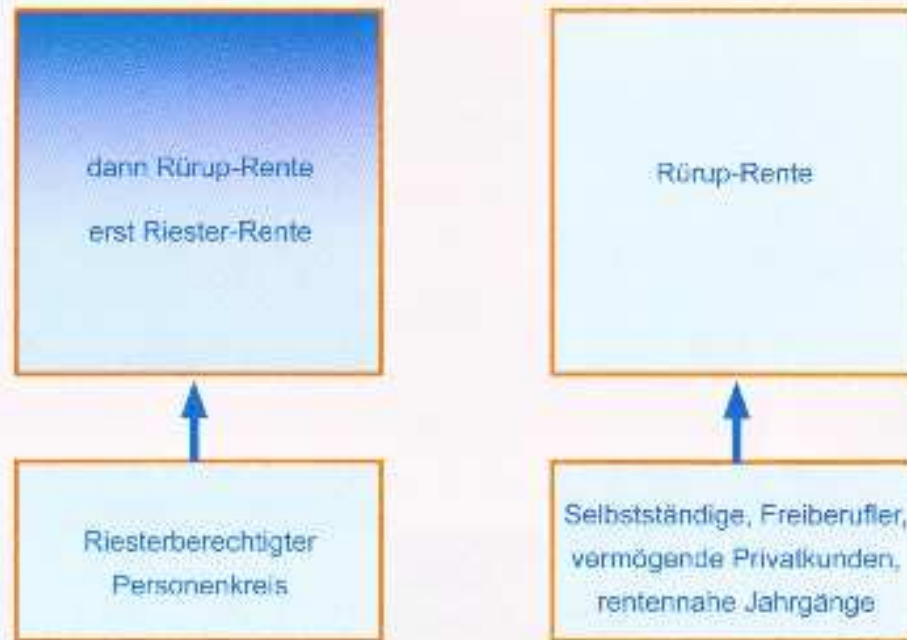 dann Rürup-Rente
erst Riester-Rente
Rürup-Rente
Riesterberechtigter
Personenkreis
Selbstständige, Freiberufler,
vermögende Privatkunden,
rentennahe Jahrgänge